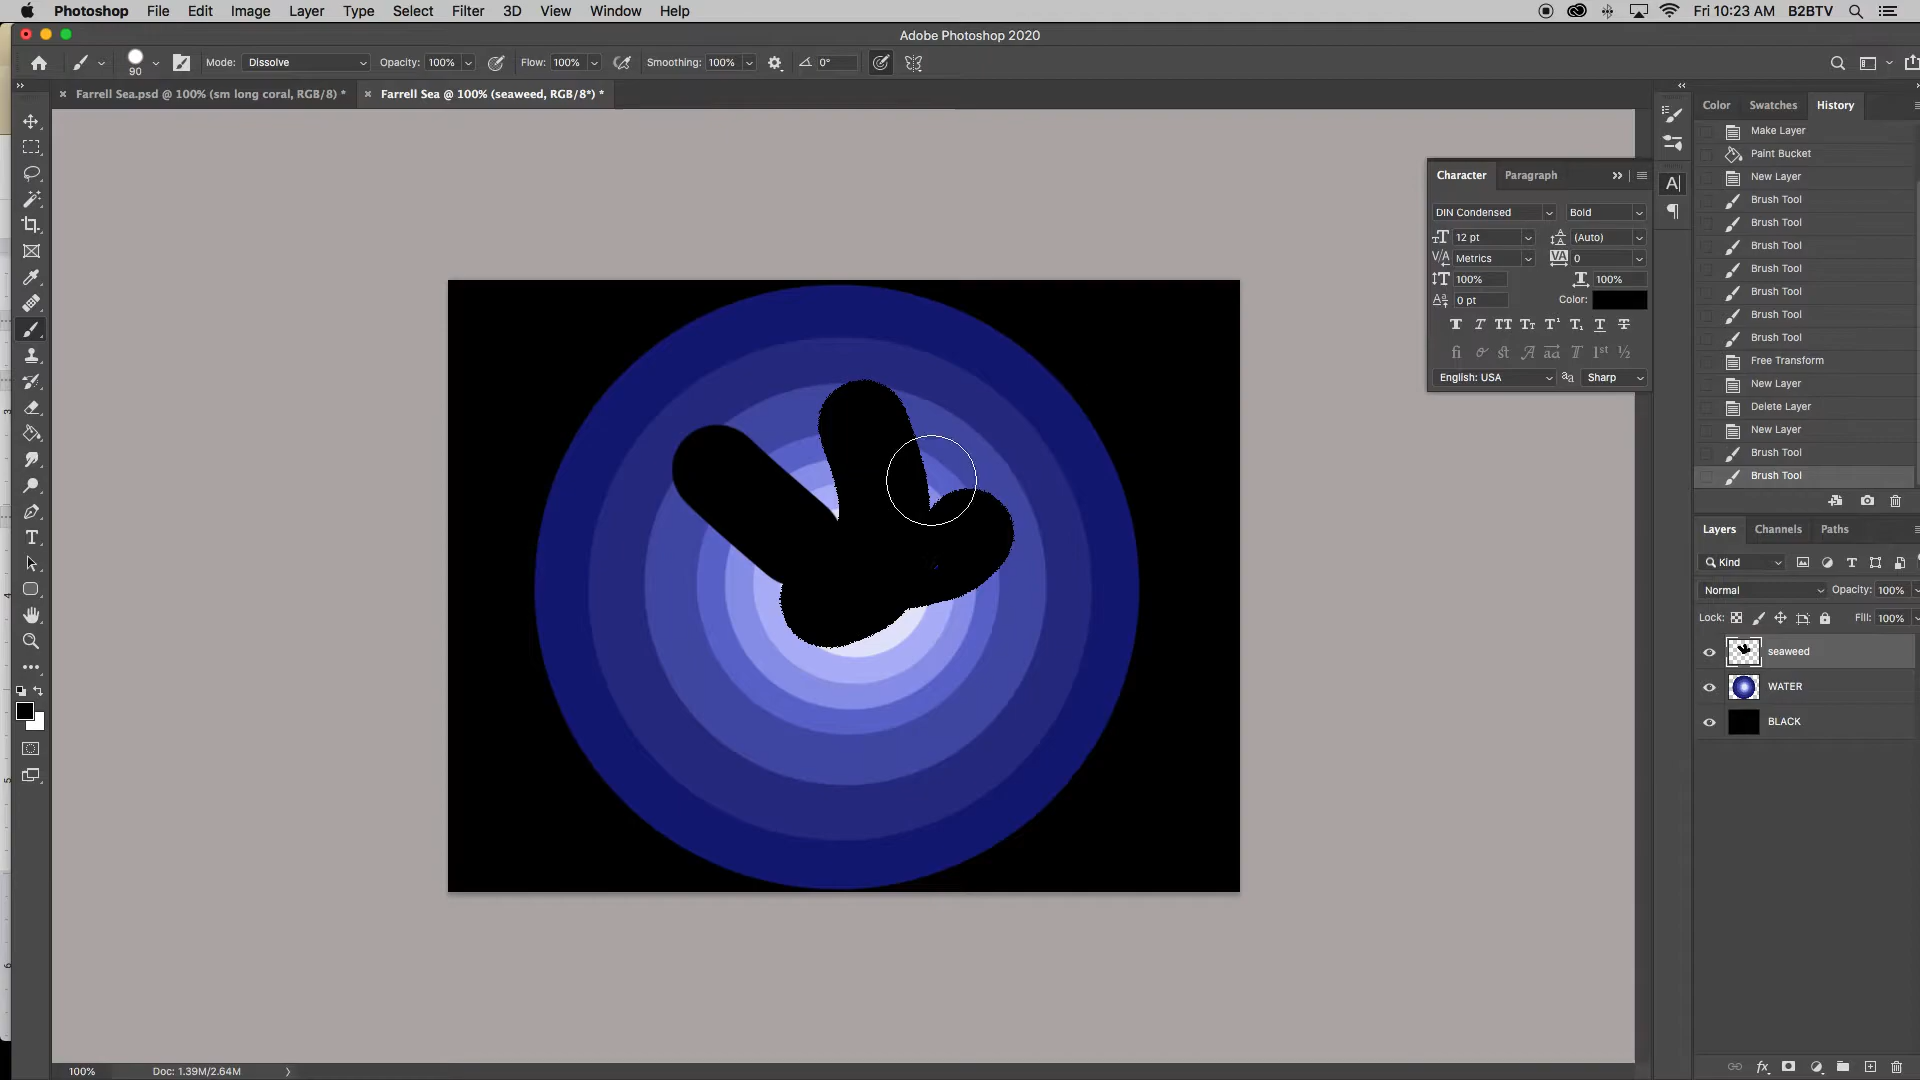 Photoshop File Edit Image Layer Type Select Filter 3D View Window Help Fri 10:23 AM B2BTV
Adobe Photoshop 2020
90 Mode: Dissolve Opacity: 100% Flow: 100% Smoothing: 100% 0°
Farrell Sea.psd @ 100% (sm long coral, RGB/8) * Farrell Sea @ 100% (seaweed, RGB/8*) *
Color Swatches History
Make Layer
Paint Bucket
New Layer
Brush Tool
Brush Tool
Brush Tool
Brush Tool
Brush Tool
Brush Tool
Brush Tool
Free Transform
New Layer
Delete Layer
New Layer
Brush Tool
Brush Tool
Character Paragraph
DIN Condensed Bold
12 pt (Auto)
Metrics 0
100% 100%
0 pt Color:
English: USA Sharp
Layers Channels Paths
Kind
Normal Opacity: 100%
Lock: Fill: 100%
seaweed
WATER
BLACK
3
4
5
6
100% Doc: 1.39M/2.64M